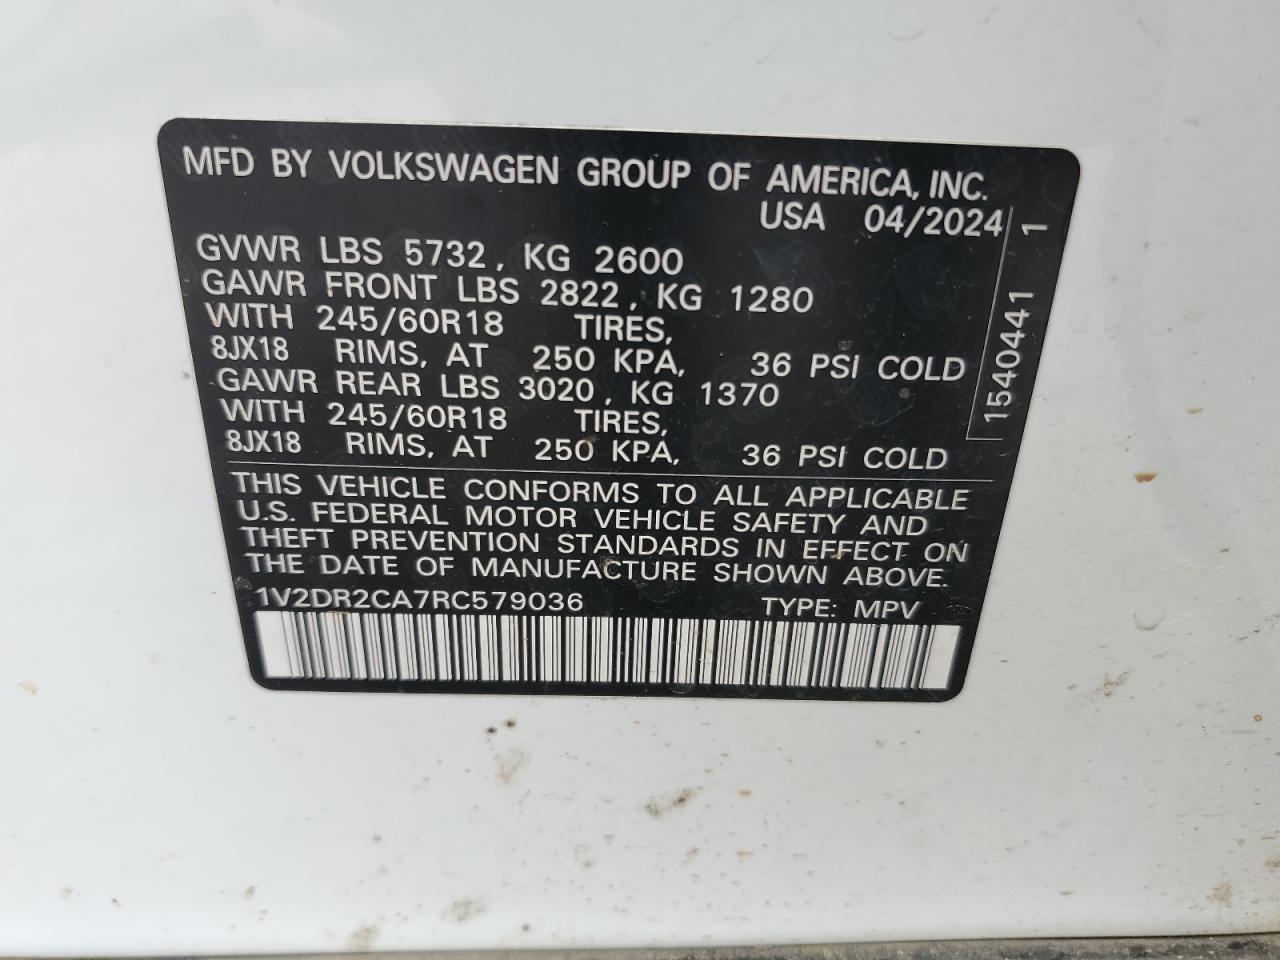 MFD BY VOLKSWAGEN GROUP OF AMERICA, INC.
USA 04/2024
GVWR LBS 5732, KG 2600
GAWR FRONT LBS 2822, KG 1280
WITH 245/60R18 TIRES,
8JX18 RIMS, AT 250 KPA, 36 PSI COLD
GAWR REAR LBS 3020, KG 1370
WITH 245/60R18 TIRES,
8JX18 RIMS, AT 250 KPA, 36 PSI COLD
1540441 1
THIS VEHICLE CONFORMS TO ALL APPLICABLE
U.S. FEDERAL MOTOR VEHICLE SAFETY AND
THEFT PREVENTION STANDARDS IN EFFECT ON
THE DATE OF MANUFACTURE SHOWN ABOVE.
1V2DR2CA7RC579036 TYPE: MPV